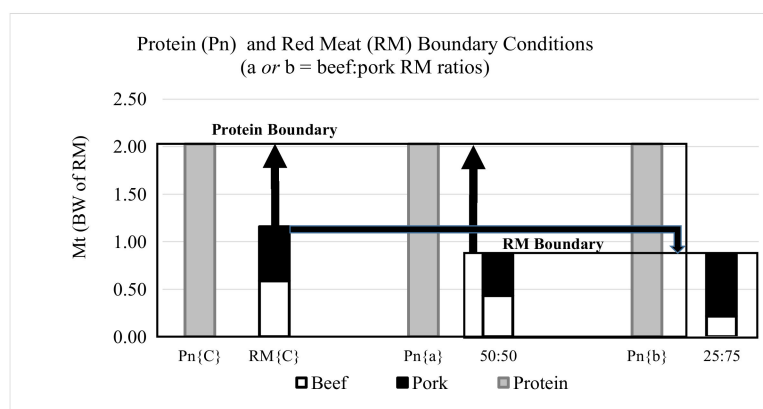 Protein (Pn) and Red Meat (RM) Boundary Conditions
(a or b = beef:pork RM ratios)
Mt (BW of RM)
2.50
2.00
1.50
1.00
0.50
0.00
Protein Boundary
RM Boundary
Pn{C} RM{C} Pn{a} 50:50 Pn{b} 25:75
Beef Pork Protein